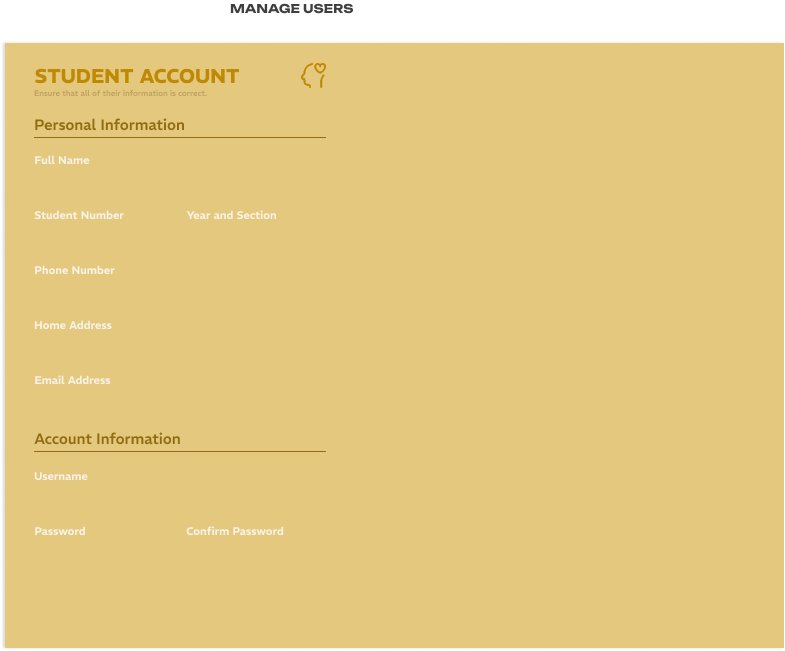 MANAGE USERS
STUDENT ACCOUNT
Ensure that all of their information is correct.
Personal Information
Full Name
Student Number Year and Section
Phone Number
Home Address
Email Address
Account Information
Username
Password Confirm Password